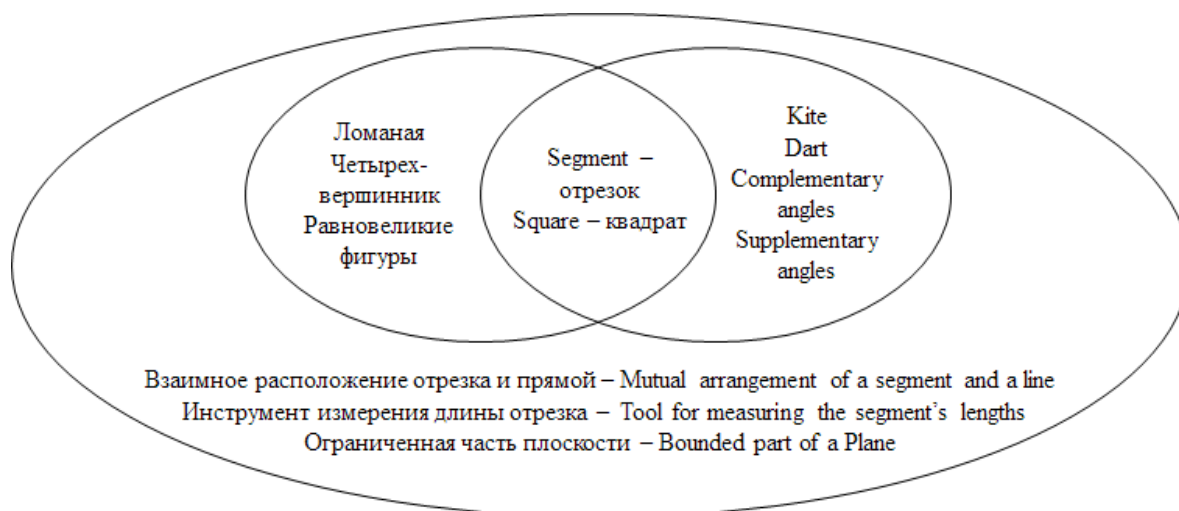 Ломаная
Четырех-
вершинник
Равновеликие
фигуры
Segment –
отрезок
Square – квадрат
Kite
Dart
Complementary
angles
Supplementary
angles
Взаимное расположение отрезка и прямой – Mutual arrangement of a segment and a line
Инструмент измерения длины отрезка – Tool for measuring the segment’s lengths
Ограниченная часть плоскости – Bounded part of a Plane